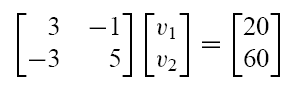 [3 −1; −3 5] [v₁; v₂] = [20; 60]